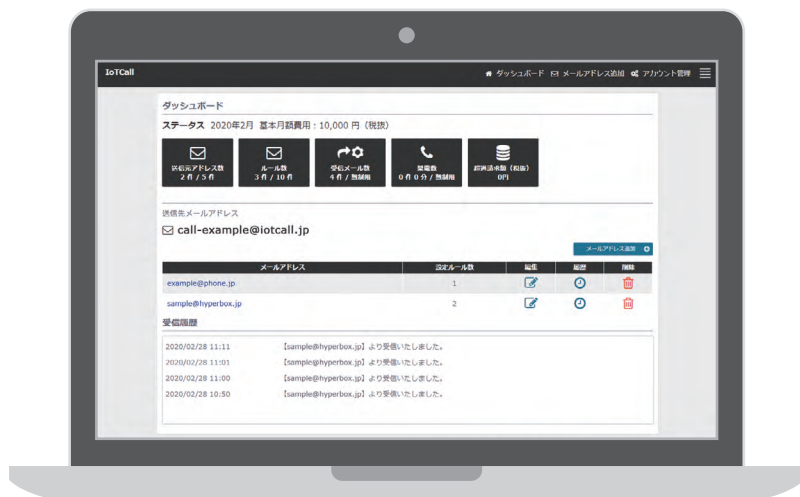 IoTCall
ダッシュボード メールアドレス追加 アカウント管理
ダッシュボード
ステータス 2020年2月 基本月額費用：10,000 円（税抜）
送信元アドレス数 ルール数 受信メール数 架電数 超過請求額（税抜）
2 件 / 5 件 3 件 / 10 件 4 件 / 無制限 0 件 0 分 / 無制限 0円
送信先メールアドレス
call-example@iotcall.jp
メールアドレス追加
メールアドレス 設定ルール数 編集 履歴 削除
example@phone.jp 1
sample@hyperbox.jp 2
受信履歴
2020/02/28 11:11 【sample@hyperbox.jp】より受信いたしました。
2020/02/28 11:01 【sample@hyperbox.jp】より受信いたしました。
2020/02/28 11:00 【sample@hyperbox.jp】より受信いたしました。
2020/02/28 10:50 【sample@hyperbox.jp】より受信いたしました。